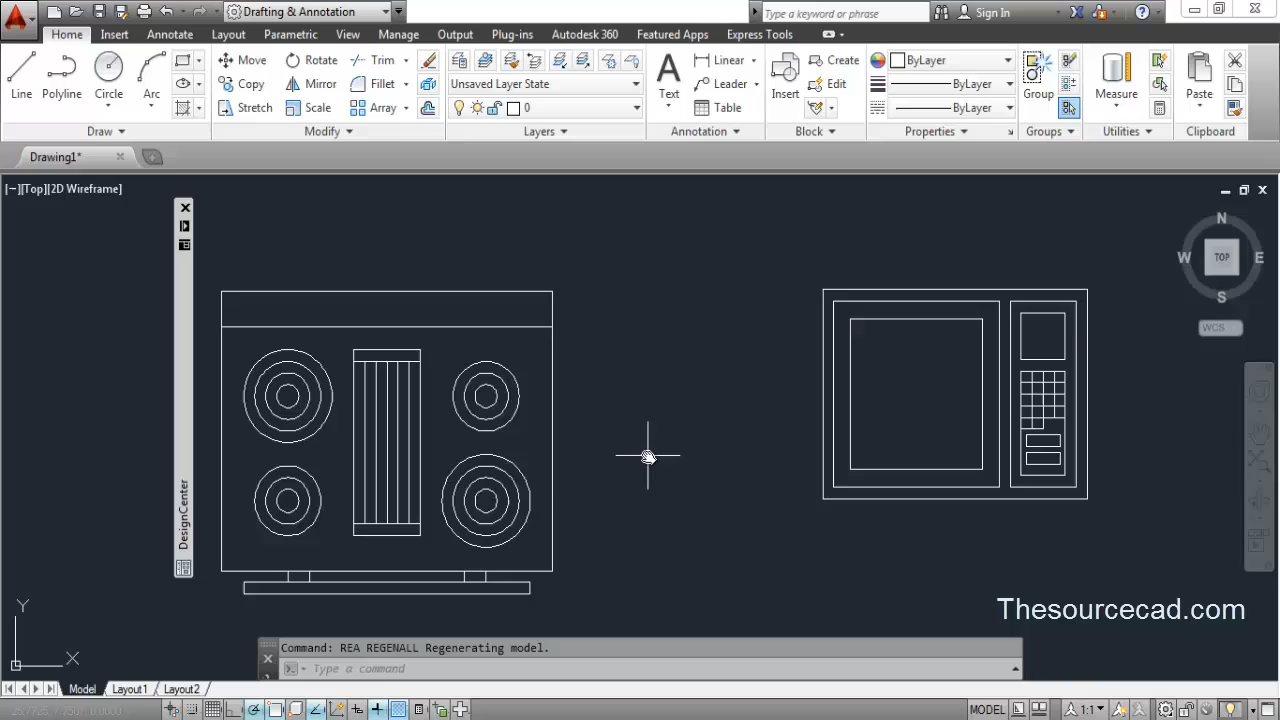 Drafting & Annotation
Type a keyword or phrase
Sign In
Home Insert Annotate Layout Parametric View Manage Output Plug-ins Autodesk 360 Featured Apps Express Tools
Line Polyline Circle Arc
Move Rotate Trim
Copy Mirror Fillet
Stretch Scale Array
Unsaved Layer State
0
Text
Linear
Leader
Table
Insert
Create
Edit
ByLayer
ByLayer
ByLayer
Group
Measure
Paste
Draw Modify Layers Annotation Block Properties Groups Utilities Clipboard
Drawing1*
[−][Top][2D Wireframe]
N
W TOP E
S
WCS
DesignCenter
Thesourcecad.com
Y
X
Command: REA REGENALL Regenerating model.
Type a command
Model Layout1 Layout2
MODEL
1:1